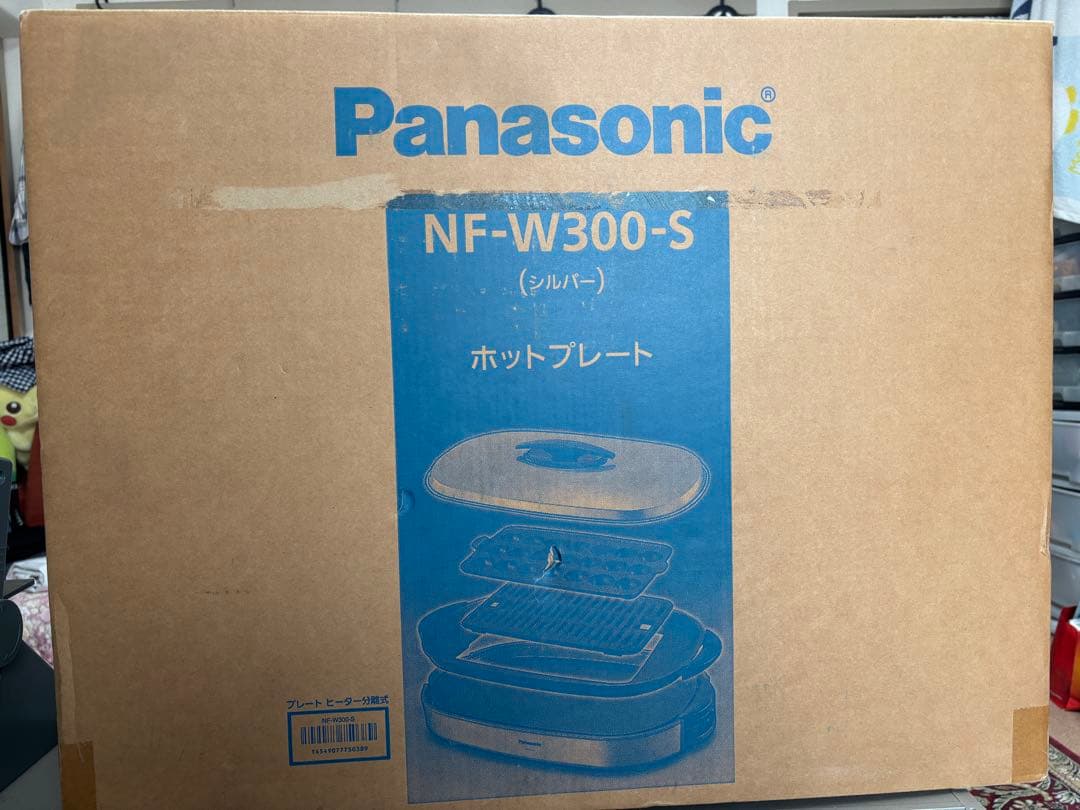 Panasonic®
NF-W300-S
(シルバー)
ホットプレート
プレート ヒーター分離式
NF-W300-S
Panasonic